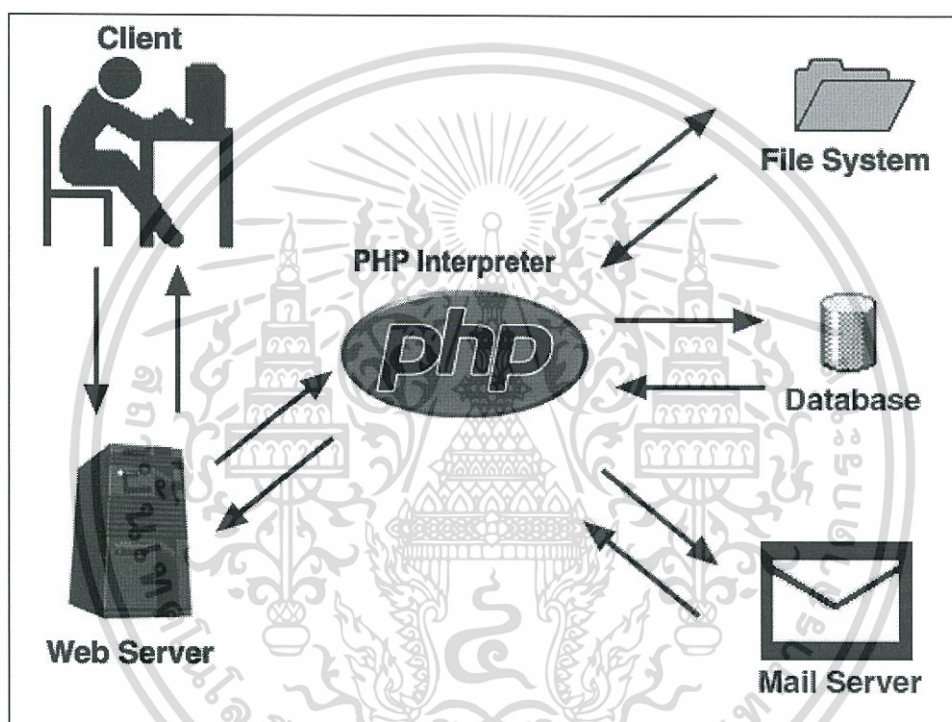 Client
File System
PHP Interpreter
php
Database
Web Server
Mail Server